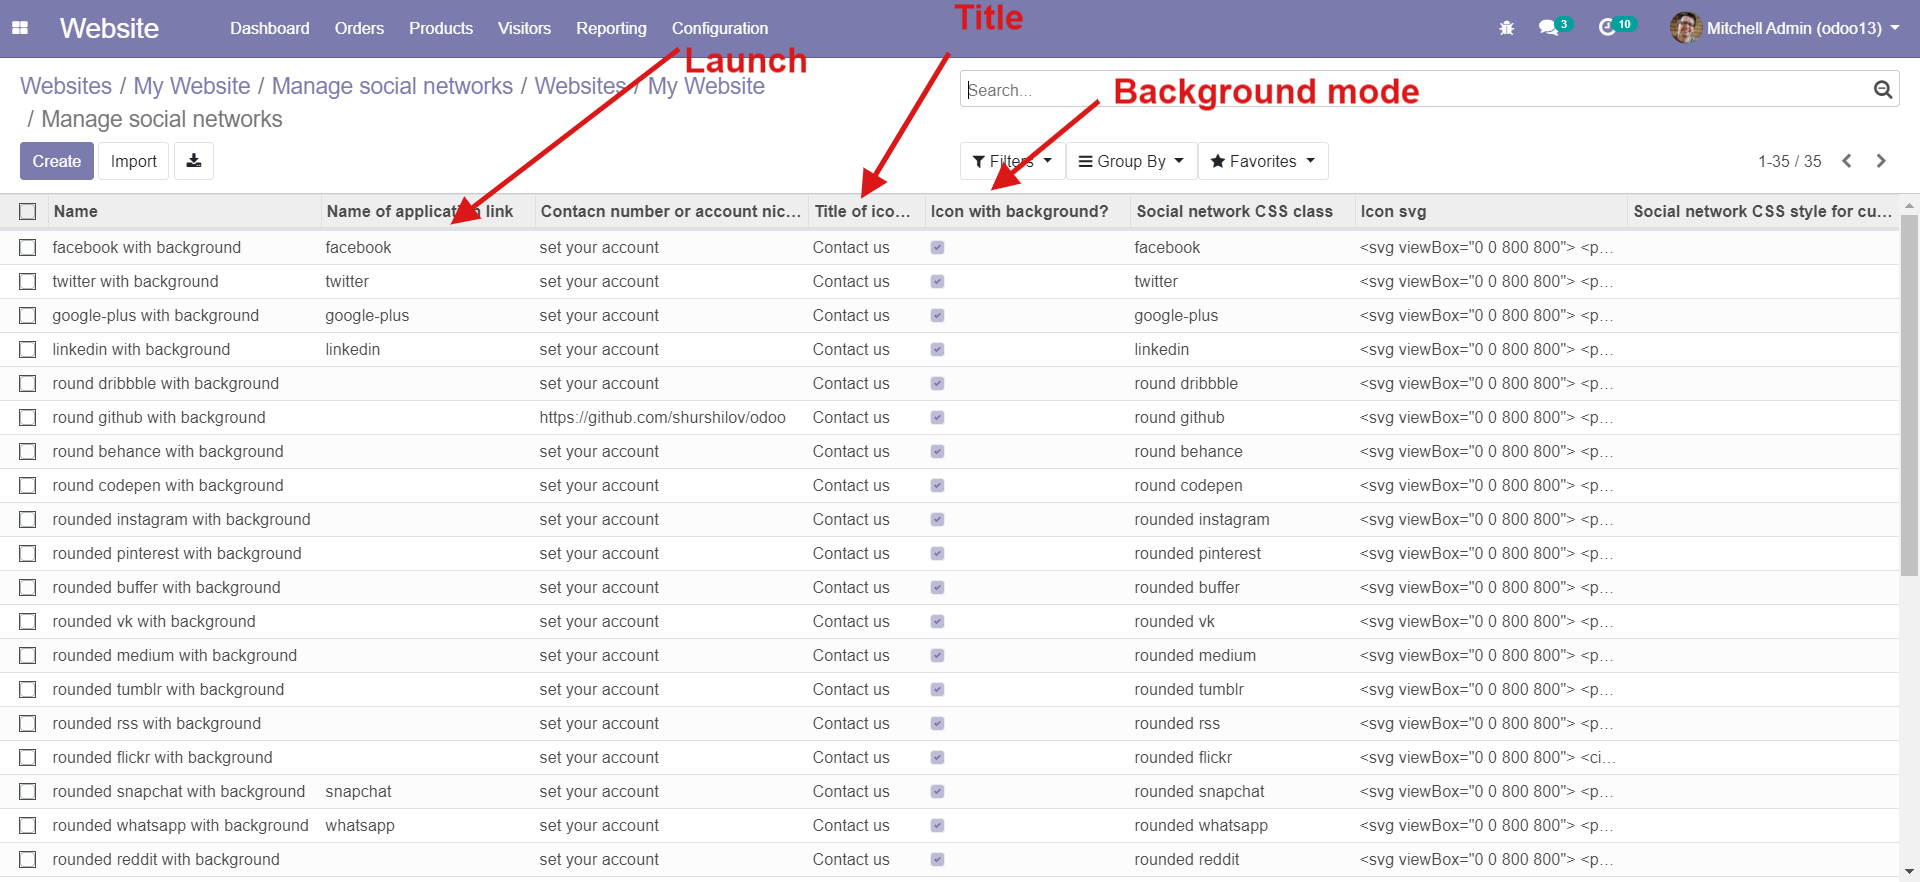 Website Dashboard Orders Products Visitors Reporting Configuration Title 3 10 Mitchell Admin (odoo13)
Launch
Websites / My Website / Manage social networks / Websites / My Website
/ Manage social networks
Search...
Background mode
Create Import Filters Group By Favorites 1-35 / 35
Name Name of application link Contacn number or account nic... Title of ico... Icon with background? Social network CSS class Icon svg Social network CSS style for cu...
facebook with background facebook set your account Contact us facebook <svg viewBox="0 0 800 800"> <p...
twitter with background twitter set your account Contact us twitter <svg viewBox="0 0 800 800"> <p...
google-plus with background google-plus set your account Contact us google-plus <svg viewBox="0 0 800 800"> <p...
linkedin with background linkedin set your account Contact us linkedin <svg viewBox="0 0 800 800"> <p...
round dribbble with background set your account Contact us round dribbble <svg viewBox="0 0 800 800"> <p...
round github with background https://github.com/shurshilov/odoo Contact us round github <svg viewBox="0 0 800 800"> <p...
round behance with background set your account Contact us round behance <svg viewBox="0 0 800 800"> <p...
round codepen with background set your account Contact us round codepen <svg viewBox="0 0 800 800"> <p...
rounded instagram with background set your account Contact us rounded instagram <svg viewBox="0 0 800 800"> <p...
rounded pinterest with background set your account Contact us rounded pinterest <svg viewBox="0 0 800 800"> <p...
rounded buffer with background set your account Contact us rounded buffer <svg viewBox="0 0 800 800"> <p...
rounded vk with background set your account Contact us rounded vk <svg viewBox="0 0 800 800"> <p...
rounded medium with background set your account Contact us rounded medium <svg viewBox="0 0 800 800"> <p...
rounded tumblr with background set your account Contact us rounded tumblr <svg viewBox="0 0 800 800"> <p...
rounded rss with background set your account Contact us rounded rss <svg viewBox="0 0 800 800"> <p...
rounded flickr with background set your account Contact us rounded flickr <svg viewBox="0 0 800 800"> <ci...
rounded snapchat with background snapchat set your account Contact us rounded snapchat <svg viewBox="0 0 800 800"> <p...
rounded whatsapp with background whatsapp set your account Contact us rounded whatsapp <svg viewBox="0 0 800 800"> <p...
rounded reddit with background set your account Contact us rounded reddit <svg viewBox="0 0 800 800"> <p...